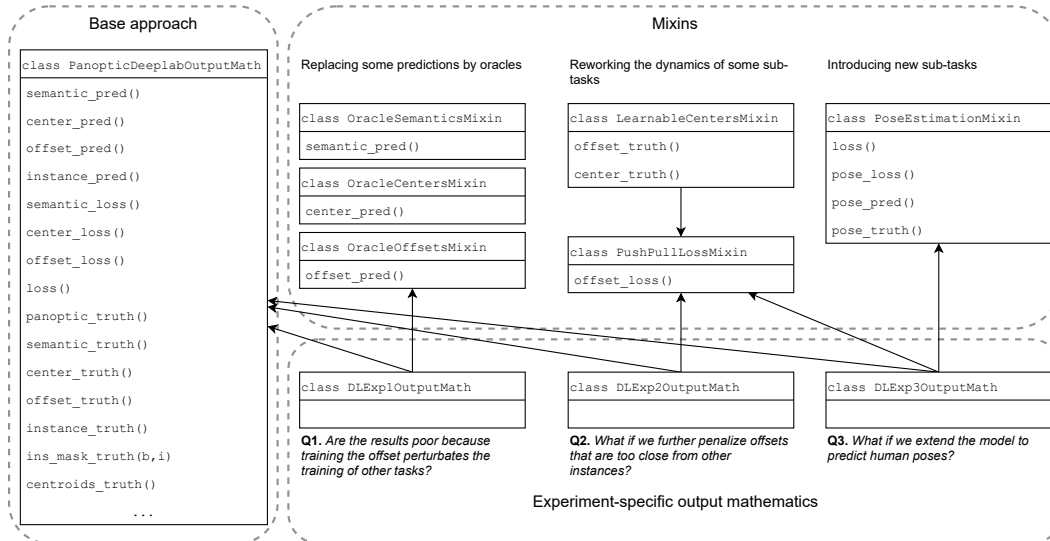 Base approach
class PanopticDeeplabOutputMath
semantic_pred()
center_pred()
offset_pred()
instance_pred()
semantic_loss()
center_loss()
offset_loss()
loss()
panoptic_truth()
semantic_truth()
center_truth()
offset_truth()
instance_truth()
ins_mask_truth(b,i)
centroids_truth()
...
Mixins
Replacing some predictions by oracles
class OracleSemanticsMixin
semantic_pred()
class OracleCentersMixin
center_pred()
class OracleOffsetsMixin
offset_pred()
Reworking the dynamics of some sub-
tasks
class LearnableCentersMixin
offset_truth()
center_truth()
class PushPullLossMixin
offset_loss()
Introducing new sub-tasks
class PoseEstimationMixin
loss()
pose_loss()
pose_pred()
pose_truth()
class DLExp1OutputMath
Q1. Are the results poor because
training the offset perturbates the
training of other tasks?
class DLExp2OutputMath
Q2. What if we further penalize offsets
that are too close from other
instances?
class DLExp3OutputMath
Q3. What if we extend the model to
predict human poses?
Experiment-specific output mathematics